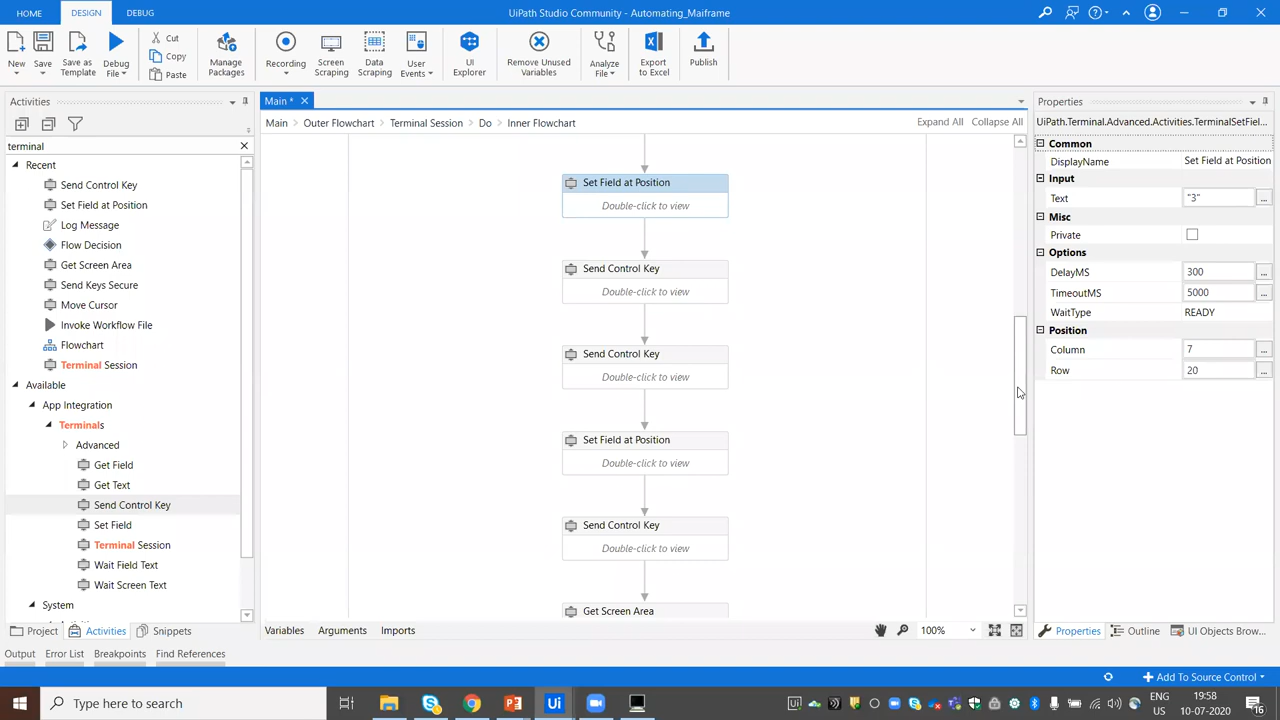 HOME DESIGN DEBUG UiPath Studio Community - Automating_Maiframe
New Save Save as Template Debug File Cut Copy Paste Manage Packages Recording Screen Scraping Data Scraping User Events UI Explorer Remove Unused Variables Analyze File Export to Excel Publish
Activities
terminal
Recent
Send Control Key
Set Field at Position
Log Message
Flow Decision
Get Screen Area
Send Keys Secure
Move Cursor
Invoke Workflow File
Flowchart
Terminal Session
Available
App Integration
Terminals
Advanced
Get Field
Get Text
Send Control Key
Set Field
Terminal Session
Wait Field Text
Wait Screen Text
System
Project Activities Snippets
Main *
Main > Outer Flowchart > Terminal Session > Do > Inner Flowchart
Expand All Collapse All
Set Field at Position
Double-click to view
Send Control Key
Double-click to view
Send Control Key
Double-click to view
Set Field at Position
Double-click to view
Send Control Key
Double-click to view
Get Screen Area
Variables Arguments Imports 100%
Properties
UiPath.Terminal.Advanced.Activities.TerminalSetFiel...
Common
DisplayName Set Field at Position
Input
Text "3" ...
Misc
Private
Options
DelayMS 300 ...
TimeoutMS 5000 ...
WaitType READY
Position
Column 7 ...
Row 20 ...
Properties Outline UI Objects Brow...
Output Error List Breakpoints Find References
Add To Source Control
Type here to search
ENG
US
19:58
10-07-2020
16